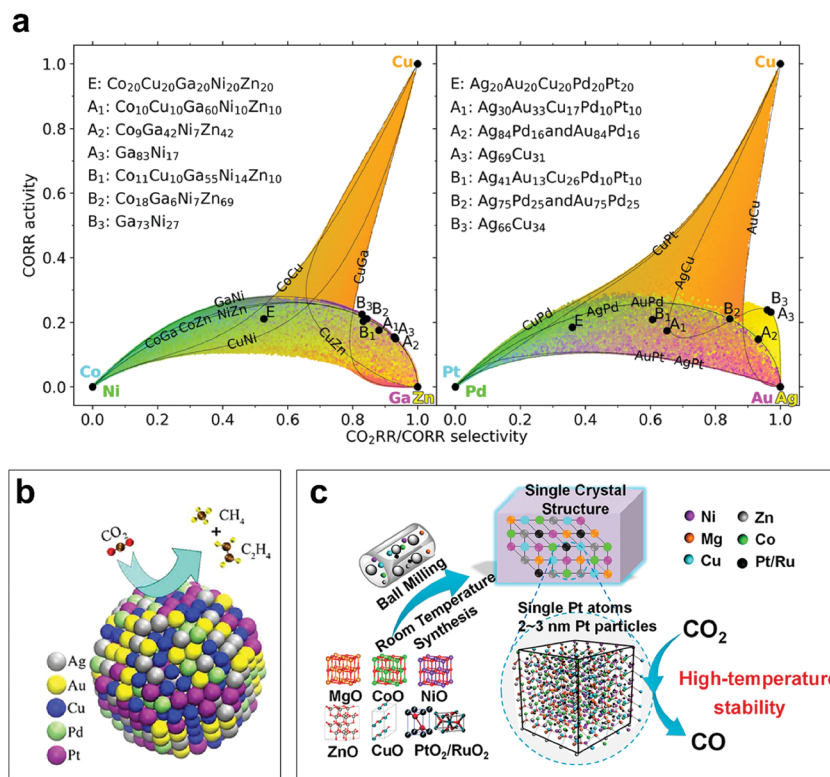 a
CORR activity
1.0
0.8
0.6
0.4
0.2
0.0
E: Co₂₀Cu₂₀Ga₂₀Ni₂₀Zn₂₀
A₁: Co₁₀Cu₁₀Ga₆₀Ni₁₀Zn₁₀
A₂: Co₉Ga₄₂Ni₇Zn₄₂
A₃: Ga₈₃Ni₁₇
B₁: Co₁₁Cu₁₀Ga₅₅Ni₁₄Zn₁₀
B₂: Co₁₈Ga₆Ni₇Zn₆₉
B₃: Ga₇₃Ni₂₇
Cu
CoCu
CuGa
GaNi
CoGa CoZn NiZn
CuNi
CuZn
E
B₃
B₂
B₁
A₁
A₃
A₂
Co
Ni
Ga
Zn
0.0 0.2 0.4 0.6 0.8 1.0
E: Ag₂₀Au₂₀Cu₂₀Pd₂₀Pt₂₀
A₁: Ag₃₀Au₃₃Cu₁₇Pd₁₀Pt₁₀
A₂: Ag₈₄Pd₁₆andAu₈₄Pd₁₆
A₃: Ag₆₉Cu₃₁
B₁: Ag₄₁Au₁₃Cu₂₆Pd₁₀Pt₁₀
B₂: Ag₇₅Pd₂₅andAu₇₅Pd₂₅
B₃: Ag₆₆Cu₃₄
Cu
CuPt
AgCu
AuCu
CuPd
AgPd
AuPd
AuPt
AgPt
E
B₁
A₁
B₂
B₃
A₃
A₂
Pt
Pd
Au
Ag
0.0 0.2 0.4 0.6 0.8 1.0
CO₂RR/CORR selectivity
b
CO₂
CH₄
+
C₂H₄
Ag
Au
Cu
Pd
Pt
c
Single Crystal
Structure
Ni
Zn
Mg
Co
Cu
Pt/Ru
Ball Milling
Room Temperature
Synthesis
MgO
CoO
NiO
ZnO
CuO
PtO₂/RuO₂
Single Pt atoms
2~3 nm Pt particles
CO₂
High-temperature
stability
CO